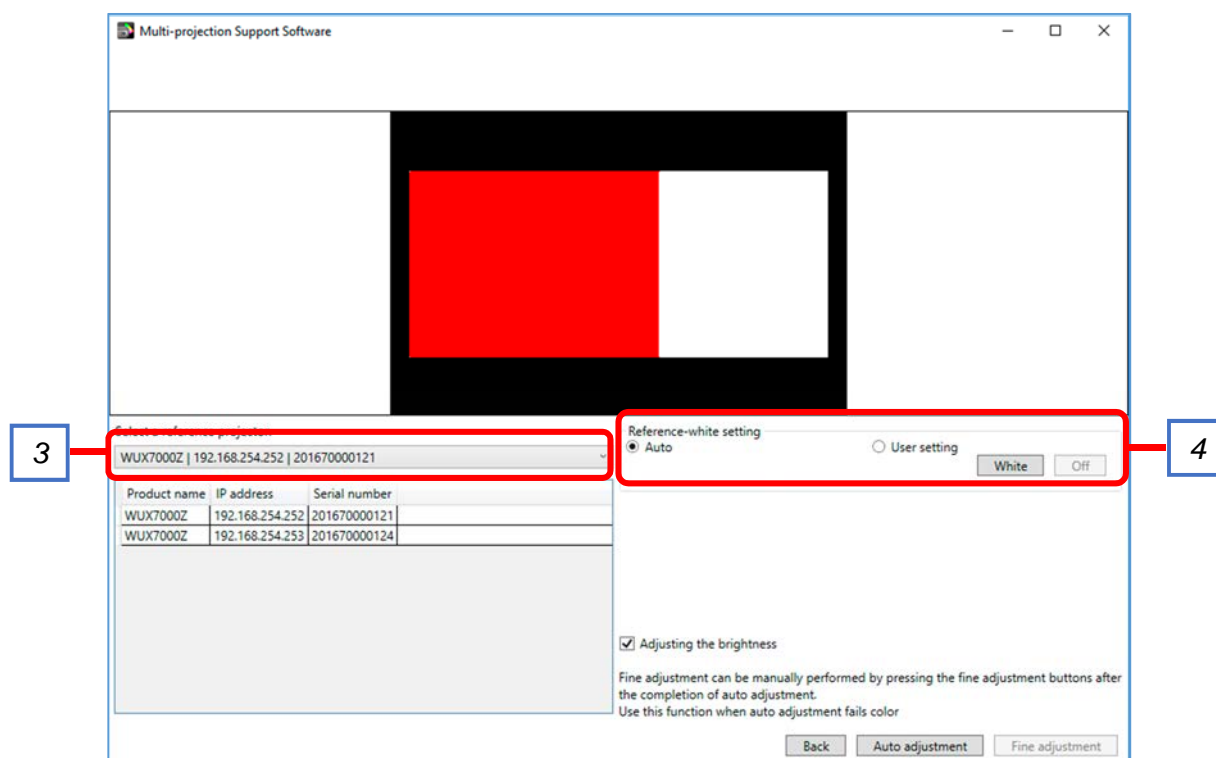 Multi-projection Support Software
Select a reference projector:
Reference-white setting
3
WUX7000Z | 192.168.254.252 | 201670000121
Auto
User setting
White
Off
4
Product name IP address Serial number
WUX7000Z 192.168.254.252 201670000121
WUX7000Z 192.168.254.253 201670000124
Adjusting the brightness
Fine adjustment can be manually performed by pressing the fine adjustment buttons after
the completion of auto adjustment.
Use this function when auto adjustment fails color
Back Auto adjustment Fine adjustment